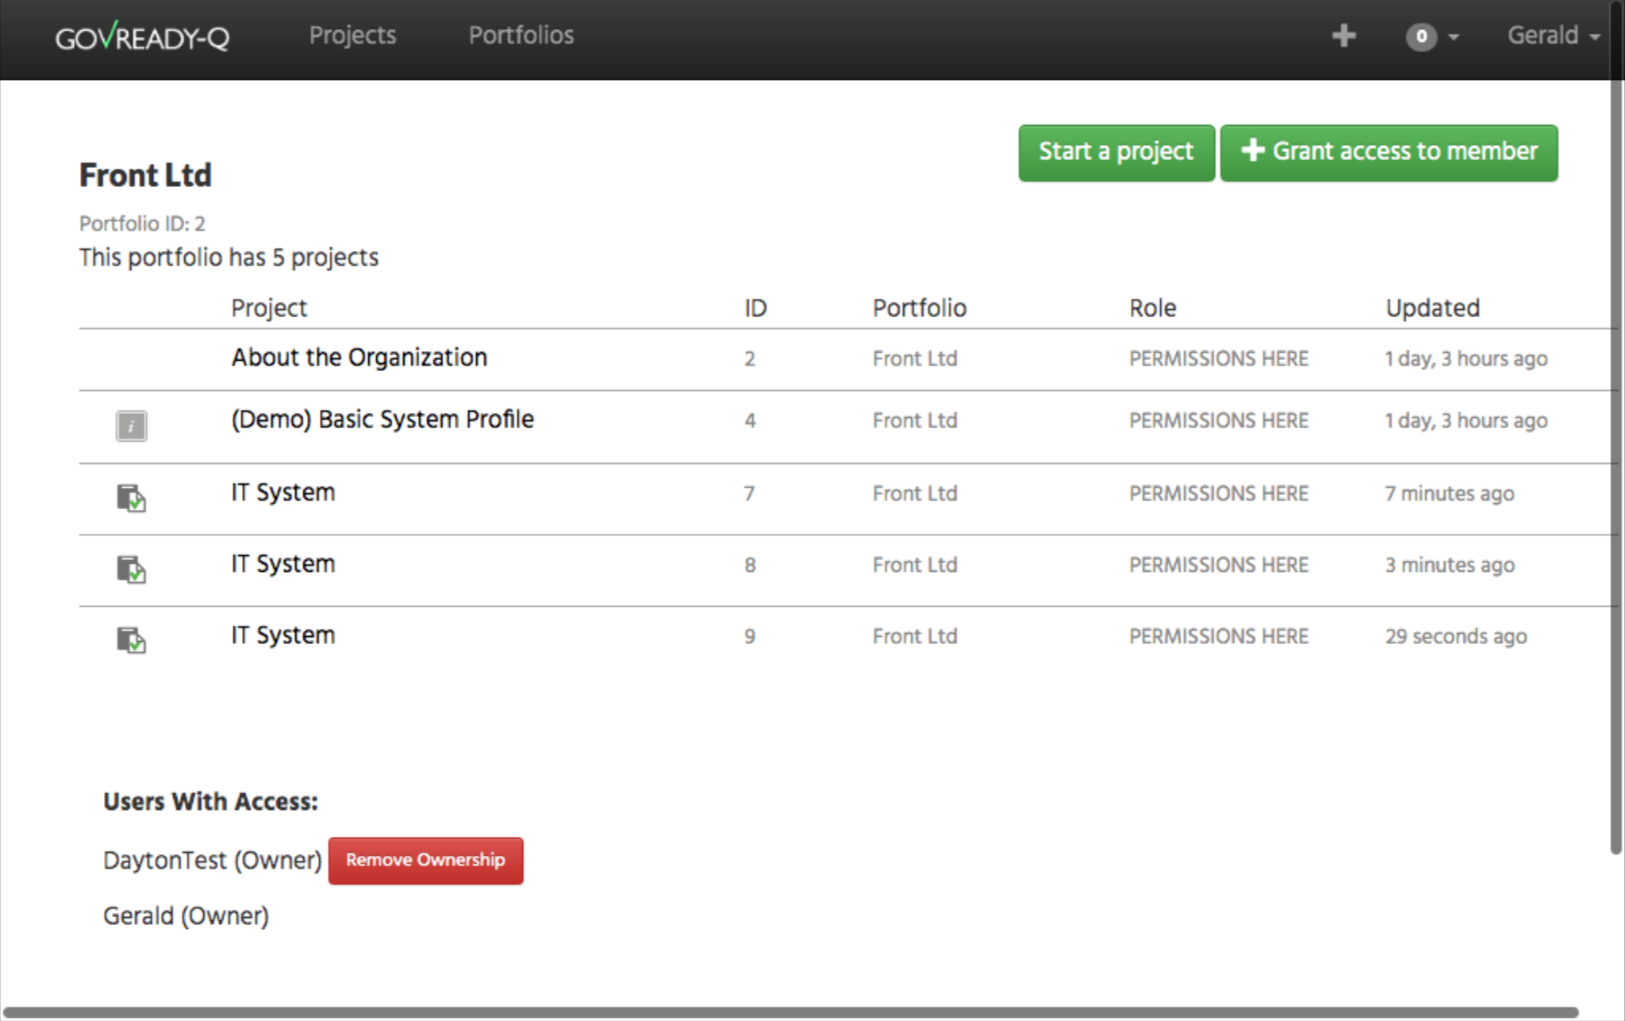 GOVREADY-Q Projects Portfolios 0 Gerald
Start a project Grant access to member
Front Ltd
Portfolio ID: 2
This portfolio has 5 projects
Project ID Portfolio Role Updated
About the Organization 2 Front Ltd PERMISSIONS HERE 1 day, 3 hours ago
i (Demo) Basic System Profile 4 Front Ltd PERMISSIONS HERE 1 day, 3 hours ago
IT System 7 Front Ltd PERMISSIONS HERE 7 minutes ago
IT System 8 Front Ltd PERMISSIONS HERE 3 minutes ago
IT System 9 Front Ltd PERMISSIONS HERE 29 seconds ago
Users With Access:
DaytonTest (Owner) Remove Ownership
Gerald (Owner)